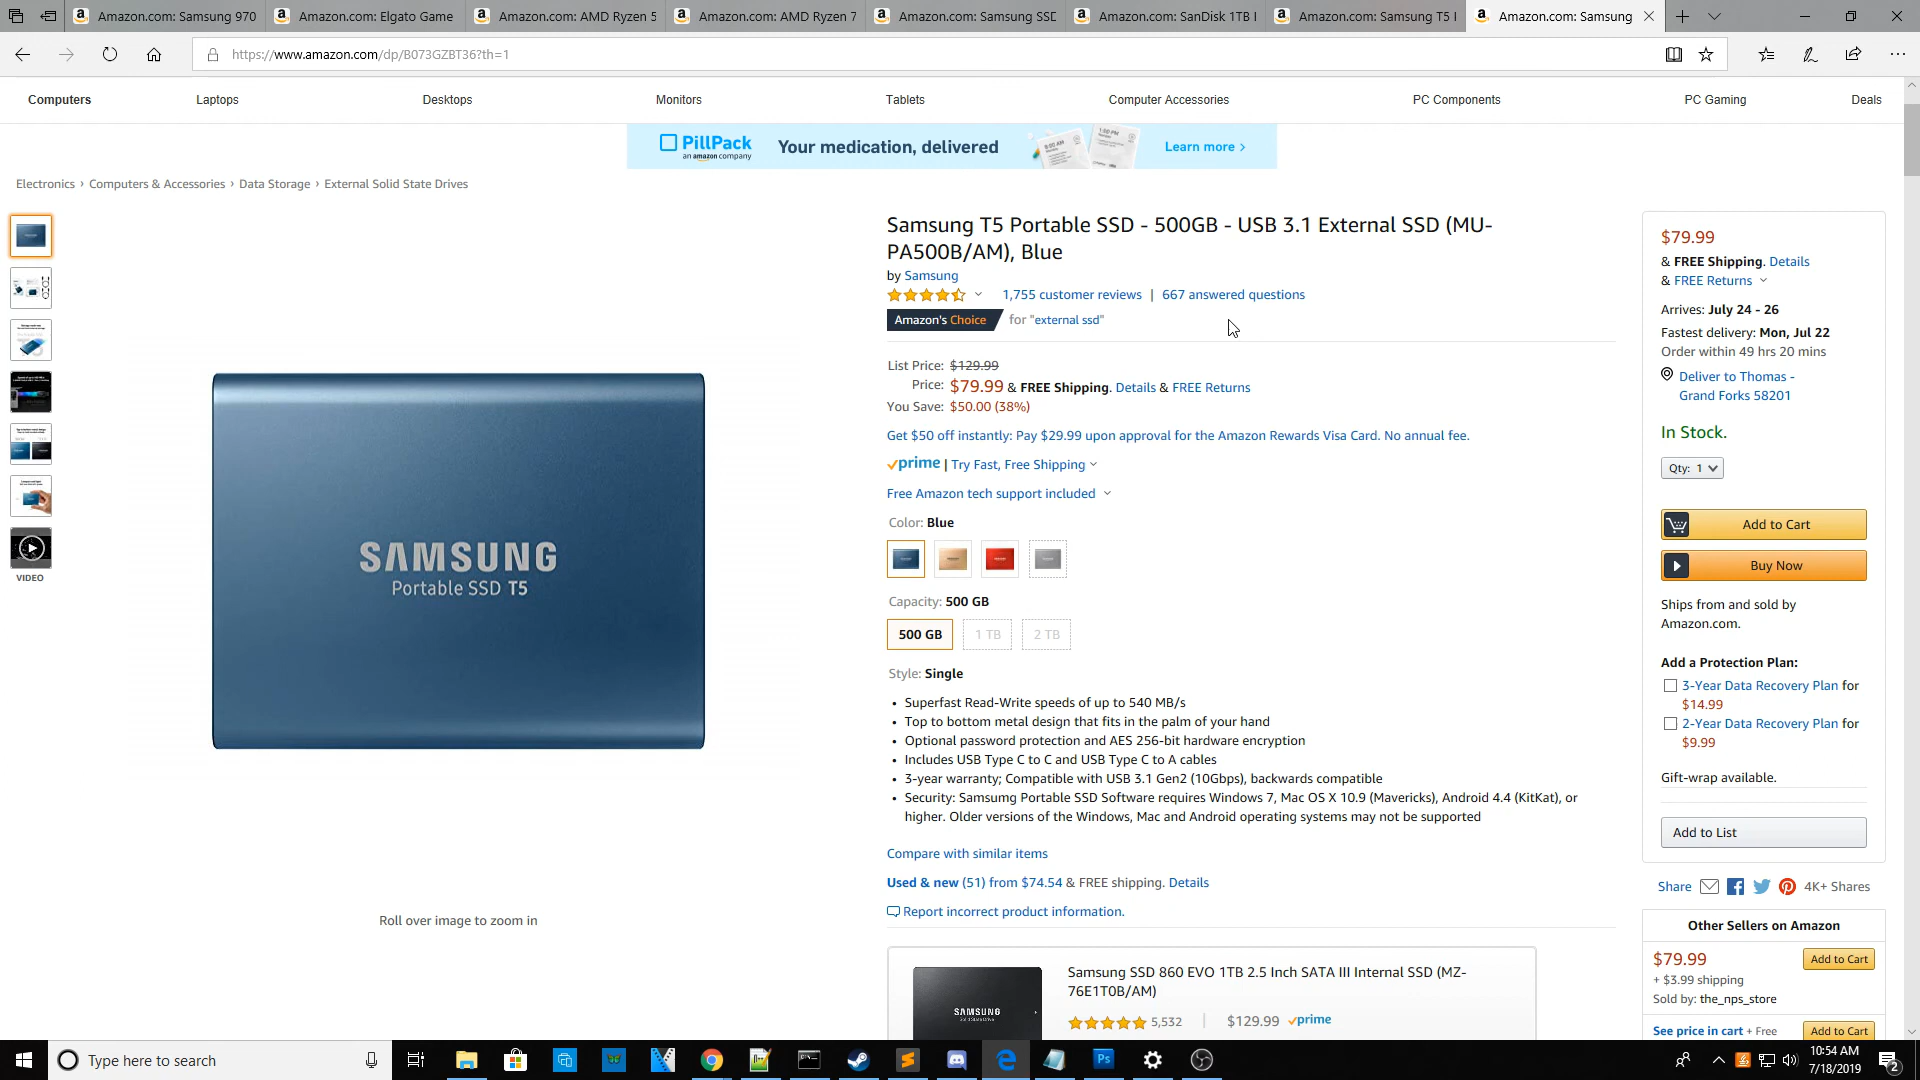 Amazon.com: Samsung 970
Amazon.com: Elgato Game
Amazon.com: AMD Ryzen 5
Amazon.com: AMD Ryzen 7
Amazon.com: Samsung SSD
Amazon.com: SanDisk 1TB
Amazon.com: Samsung T5
Amazon.com: Samsung
https://www.amazon.com/dp/B073GZBT36?th=1
Computers
Laptops
Desktops
Monitors
Tablets
Computer Accessories
PC Components
PC Gaming
Deals
PillPack
an amazon company
Your medication, delivered
Learn more >
Electronics › Computers & Accessories › Data Storage › External Solid State Drives
VIDEO
SAMSUNG
Portable SSD T5
Roll over image to zoom in
Samsung T5 Portable SSD - 500GB - USB 3.1 External SSD (MU-
PA500B/AM), Blue
by Samsung
1,755 customer reviews | 667 answered questions
Amazon's Choice for "external ssd"
List Price: $129.99
Price: $79.99 & FREE Shipping. Details & FREE Returns
You Save: $50.00 (38%)
Get $50 off instantly: Pay $29.99 upon approval for the Amazon Rewards Visa Card. No annual fee.
prime | Try Fast, Free Shipping
Free Amazon tech support included
Color: Blue
Capacity: 500 GB
500 GB
1 TB
2 TB
Style: Single
• Superfast Read-Write speeds of up to 540 MB/s
• Top to bottom metal design that fits in the palm of your hand
• Optional password protection and AES 256-bit hardware encryption
• Includes USB Type C to C and USB Type C to A cables
• 3-year warranty; Compatible with USB 3.1 Gen2 (10Gbps), backwards compatible
• Security: Samsumg Portable SSD Software requires Windows 7, Mac OS X 10.9 (Mavericks), Android 4.4 (KitKat), or
higher. Older versions of the Windows, Mac and Android operating systems may not be supported
Compare with similar items
Used & new (51) from $74.54 & FREE shipping. Details
Report incorrect product information.
SAMSUNG
Samsung SSD 860 EVO 1TB 2.5 Inch SATA III Internal SSD (MZ-
76E1T0B/AM)
5,532 | $129.99 prime
$79.99
& FREE Shipping. Details
& FREE Returns
Arrives: July 24 - 26
Fastest delivery: Mon, Jul 22
Order within 49 hrs 20 mins
Deliver to Thomas -
Grand Forks 58201
In Stock.
Qty: 1
Add to Cart
Buy Now
Ships from and sold by
Amazon.com.
Add a Protection Plan:
3-Year Data Recovery Plan for
$14.99
2-Year Data Recovery Plan for
$9.99
Gift-wrap available.
Add to List
Share
4K+ Shares
Other Sellers on Amazon
$79.99
Add to Cart
+ $3.99 shipping
Sold by: the_nps_store
See price in cart + Free
Add to Cart
Type here to search
Ps
10:54 AM
7/18/2019
2